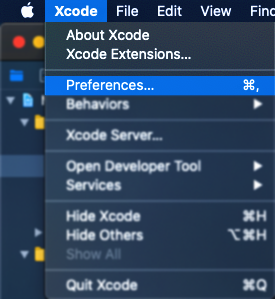 Xcode File Edit View
About Xcode
Xcode Extensions...
Preferences... ⌘,
Behaviors
Xcode Server...
Open Developer Tool
Services
Hide Xcode ⌘H
Hide Others ⌥⌘H
Show All
Quit Xcode ⌘Q